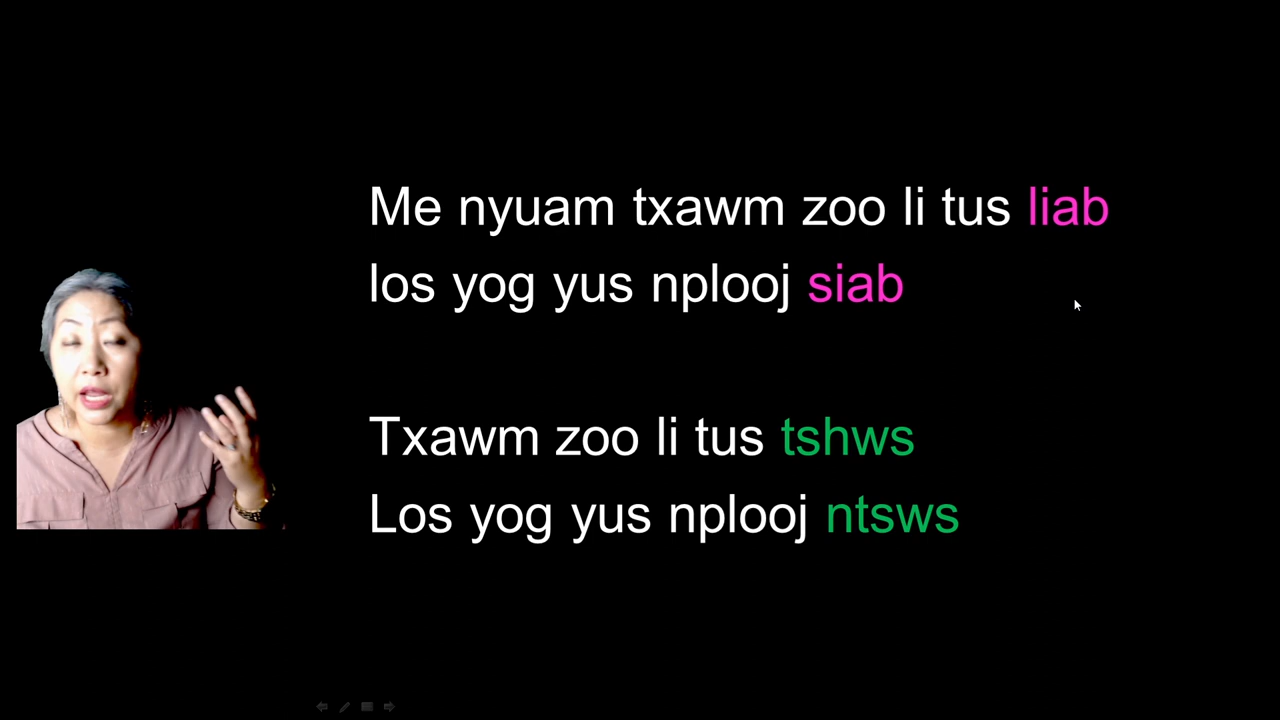 Me nyuam txawm zoo li tus liab
los yog yus nplooj siab
Txawm zoo li tus tshws
Los yog yus nplooj ntsws